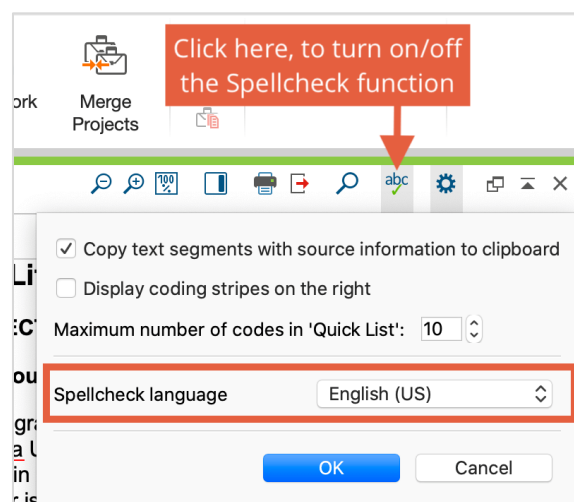 Click here, to turn on/off
the Spellcheck function
Merge
Projects
100
abc
Copy text segments with source information to clipboard
Display coding stripes on the right
Maximum number of codes in 'Quick List': 10
Spellcheck language English (US)
OK Cancel